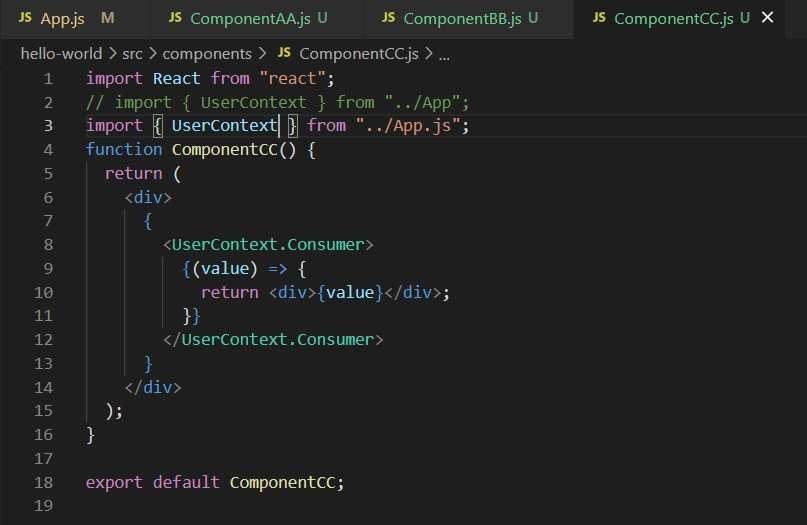 JS App.js M JS ComponentAA.js U JS ComponentBB.js U JS ComponentCC.js U ×
hello-world > src > components > JS ComponentCC.js > ...
1 import React from "react";
2 // import { UserContext } from "../App";
3 import { UserContext } from "../App.js";
4 function ComponentCC() {
5   return (
6     <div>
7       {
8         <UserContext.Consumer>
9           {(value) => {
10             return <div>{value}</div>;
11           }}
12         </UserContext.Consumer>
13       }
14     </div>
15   );
16 }
17
18 export default ComponentCC;
19